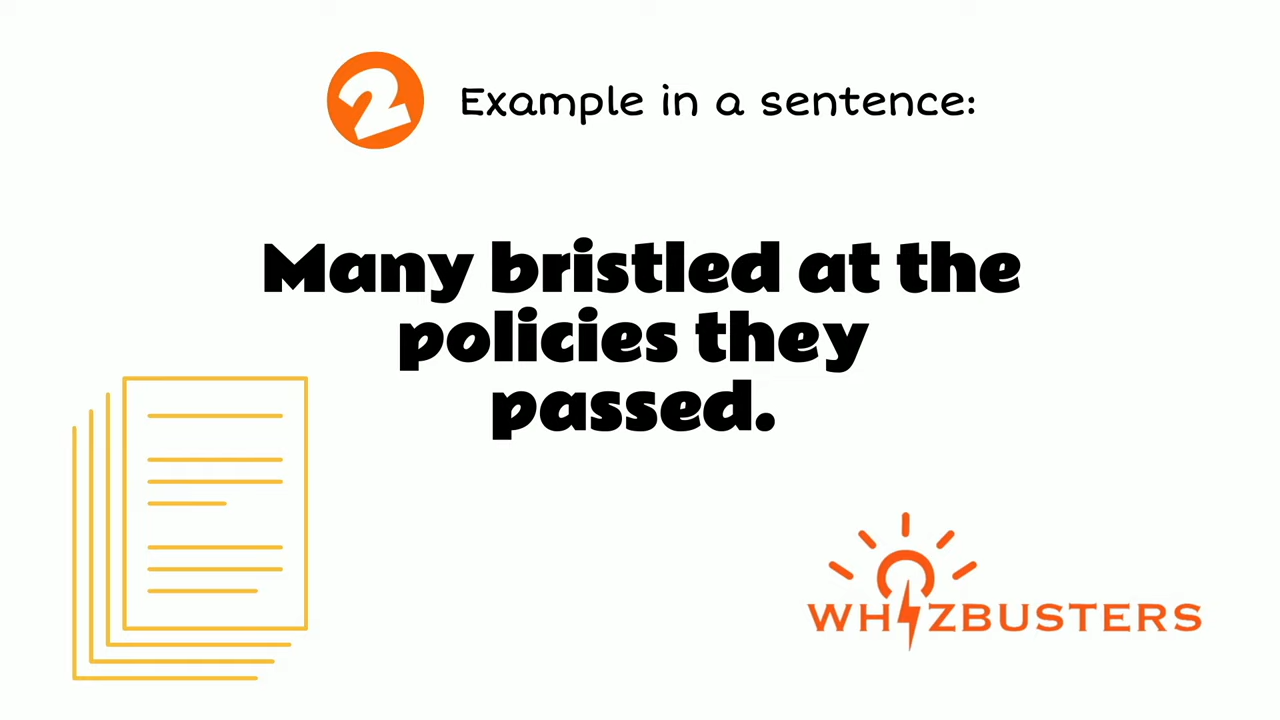 2
Example in a sentence:
Many bristled at the
policies they
passed.
WHIZBUSTERS